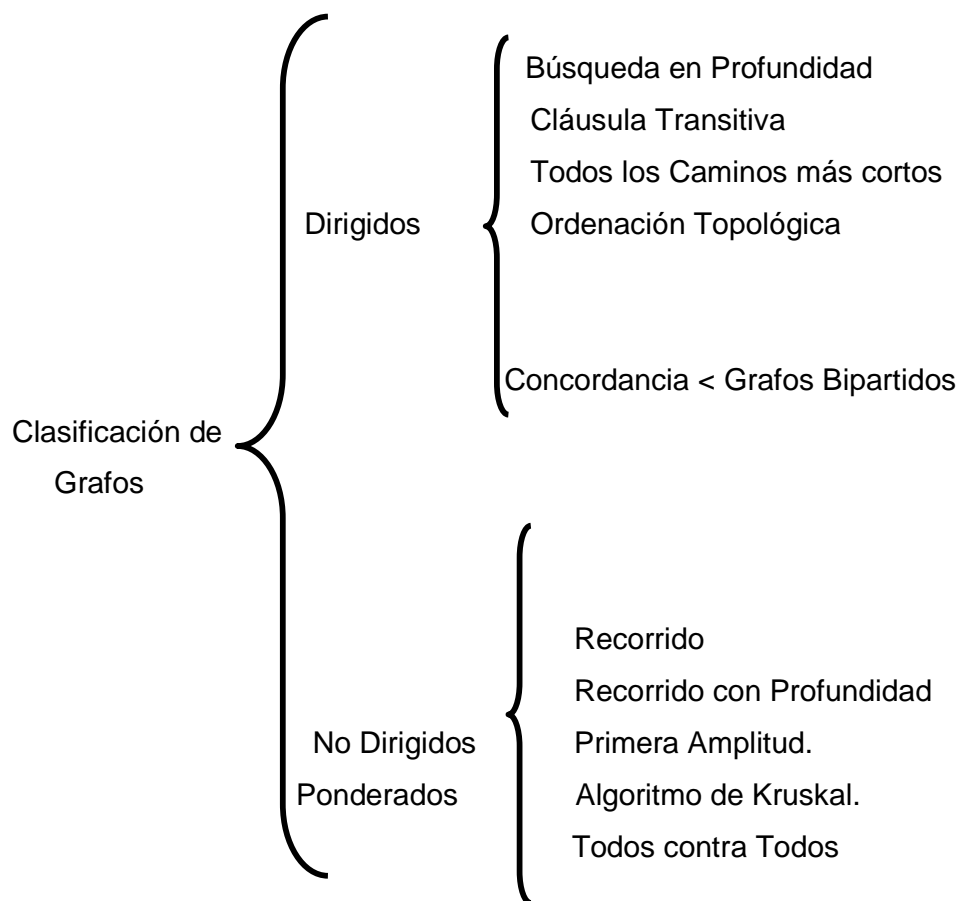 Búsqueda en Profundidad
Cláusula Transitiva
Todos los Caminos más cortos
Dirigidos
Ordenación Topológica
Concordancia < Grafos Bipartidos
Clasificación de
Grafos
Recorrido
Recorrido con Profundidad
No Dirigidos
Primera Amplitud.
Ponderados
Algoritmo de Kruskal.
Todos contra Todos